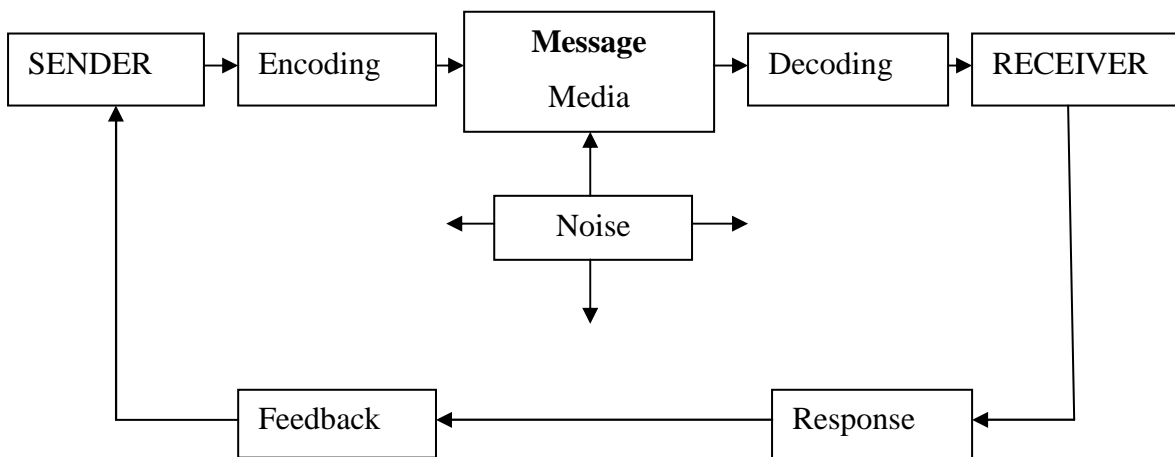 SENDER
Encoding
Message
Media
Decoding
RECEIVER
Noise
Feedback
Response